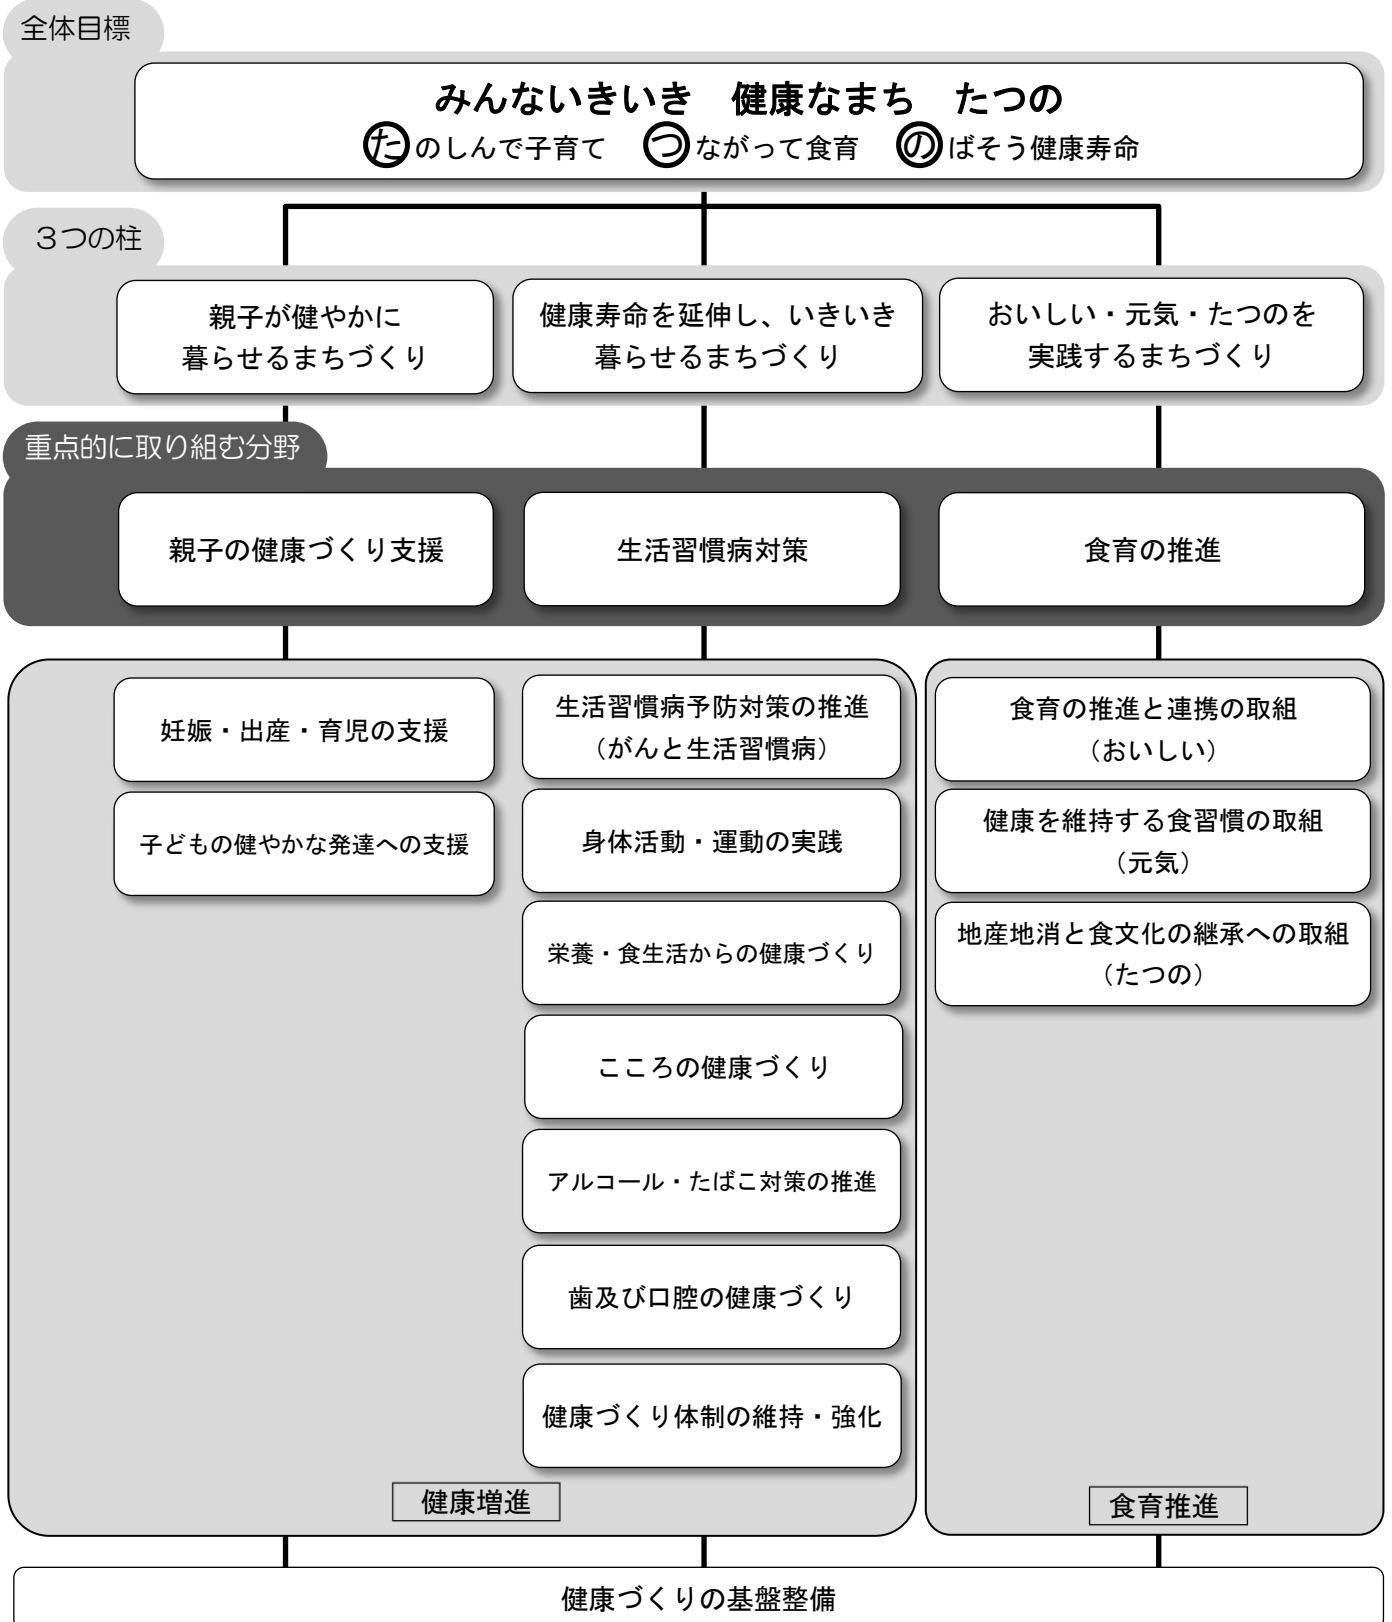 全体目標
みんないきいき　健康なまち　たつの
たのしんで子育て　つながって食育　のばそう健康寿命
３つの柱
親子が健やかに
暮らせるまちづくり
健康寿命を延伸し、いきいき
暮らせるまちづくり
おいしい・元気・たつのを
実践するまちづくり
重点的に取り組む分野
親子の健康づくり支援
生活習慣病対策
食育の推進
妊娠・出産・育児の支援
子どもの健やかな発達への支援
生活習慣病予防対策の推進
（がんと生活習慣病）
身体活動・運動の実践
栄養・食生活からの健康づくり
こころの健康づくり
アルコール・たばこ対策の推進
歯及び口腔の健康づくり
健康づくり体制の維持・強化
健康増進
食育の推進と連携の取組
（おいしい）
健康を維持する食習慣の取組
（元気）
地産地消と食文化の継承への取組
（たつの）
食育推進
健康づくりの基盤整備